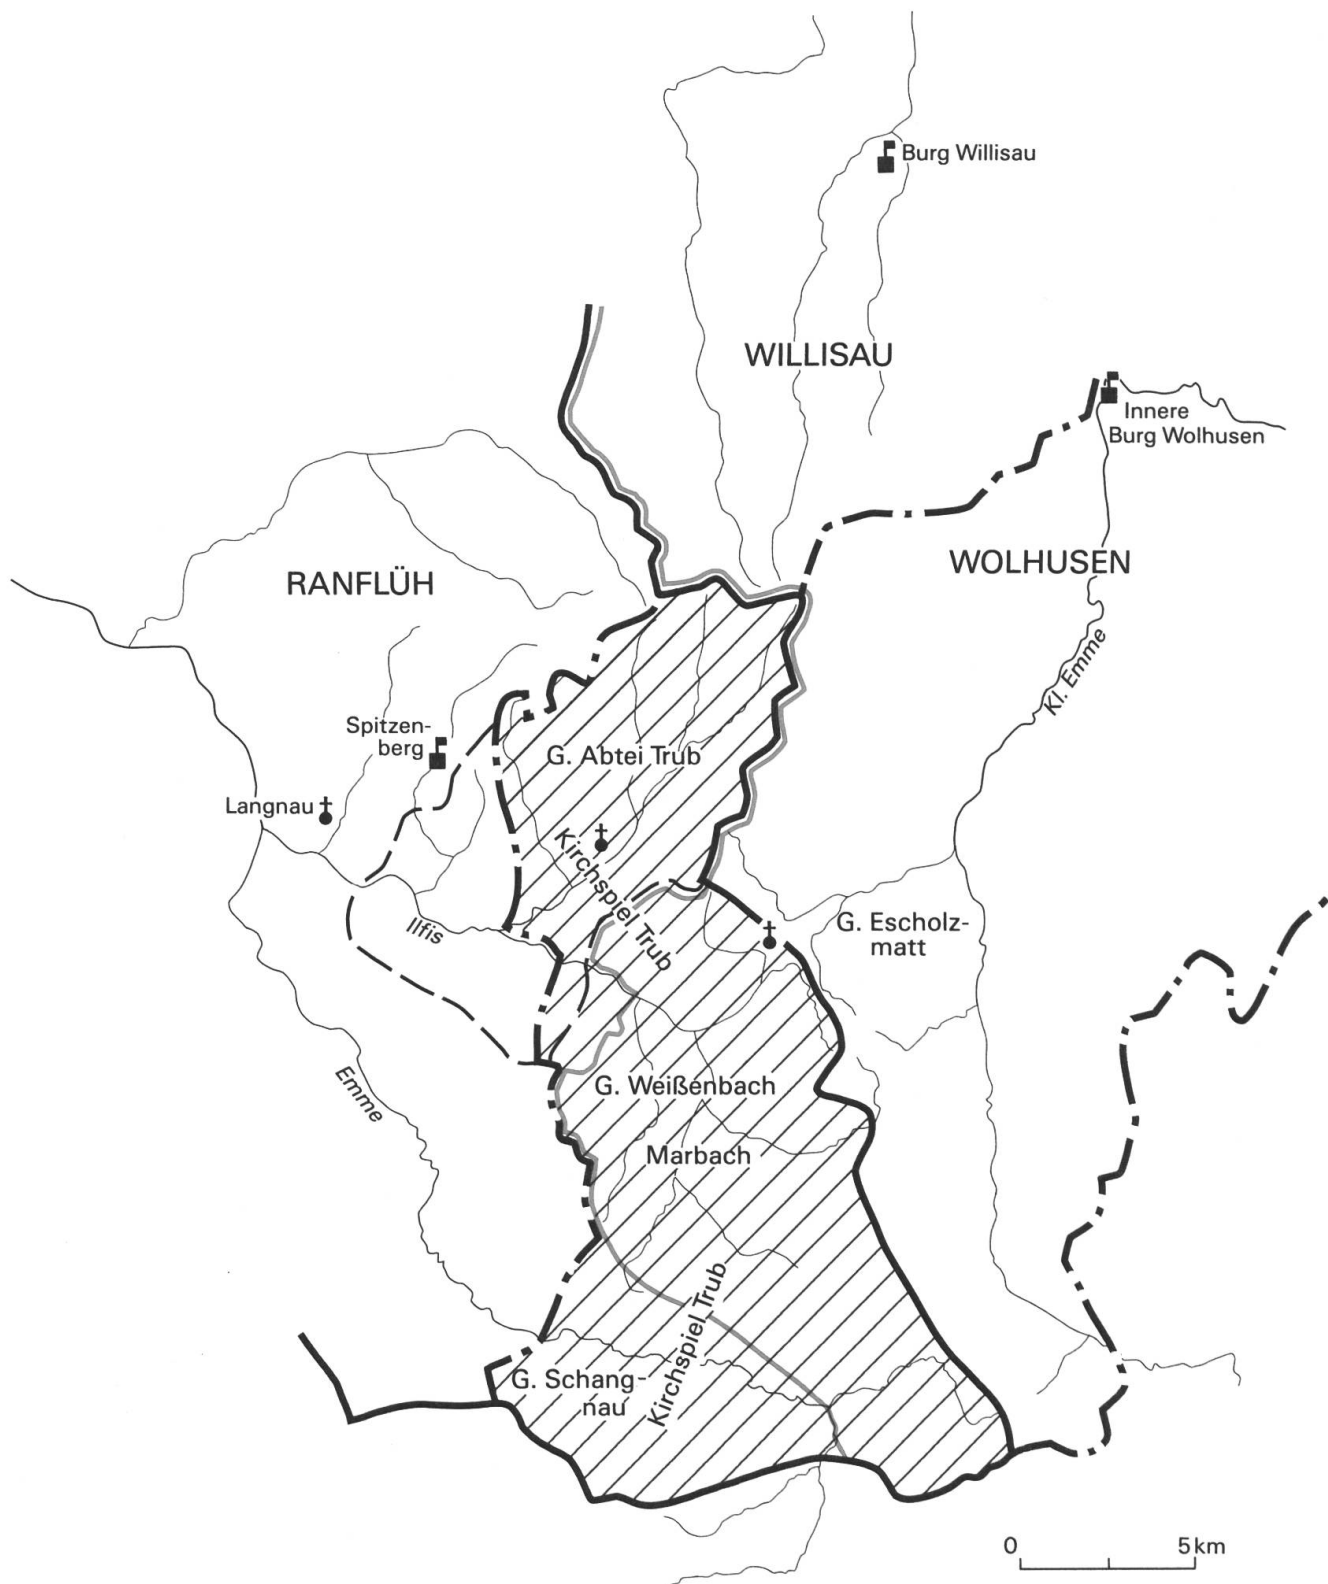 Burg Willisau
WILLISAU
Innere
Burg Wolhusen
WOLHUSEN
RANFLÜH
Kl. Emme
Spitzen-
berg
G. Abtei Trub
Langnau
Kirchspiel Trub
G. Escholz-
matt
Ilfis
G. Weißenbach
Emme
Marbach
Kirchspiel Trub
G. Schang-
nau
0 5 km